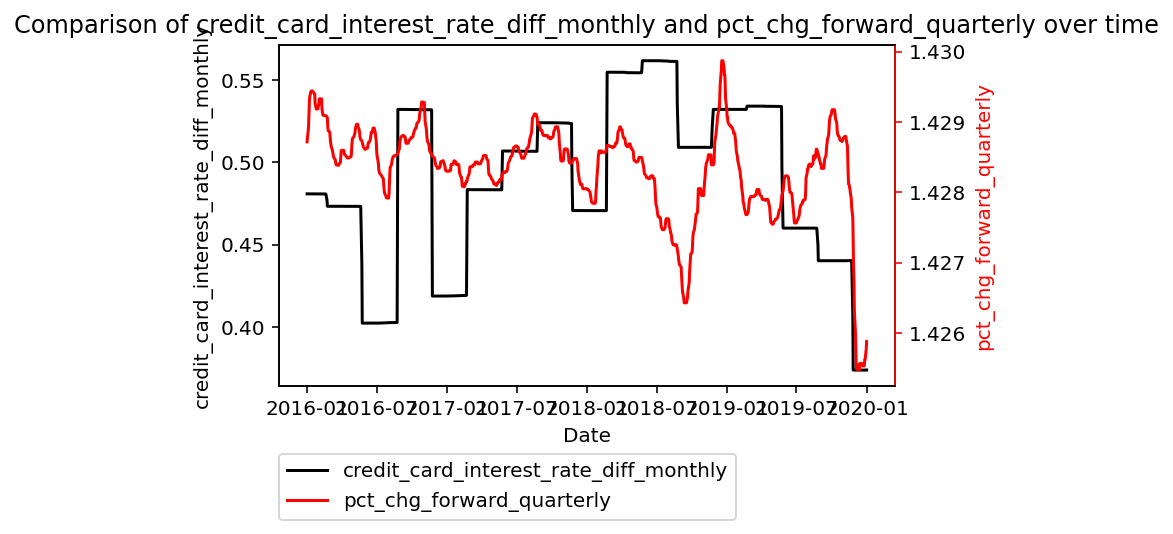 Comparison of credit_card_interest_rate_diff_monthly and pct_chg_forward_quarterly over time
credit_card_interest_rate_diff_monthly
0.55
0.50
0.45
0.40
1.430
1.429
1.428
1.427
1.426
pct_chg_forward_quarterly
2016-01 2016-07 2017-01 2017-07 2018-01 2018-07 2019-01 2019-07 2020-01
Date
credit_card_interest_rate_diff_monthly
pct_chg_forward_quarterly